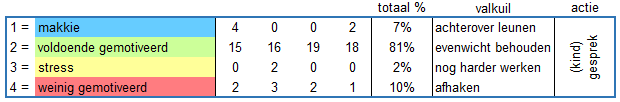 totaal % valkuil actie
1 = makkie 4 0 0 2 7% achterover leunen
2 = voldoende gemotiveerd 15 16 19 18 81% evenwicht behouden
3 = stress 0 2 0 0 2% nog harder werken
4 = weinig gemotiveerd 2 3 2 1 10% afhaken
(kind)
gesprek